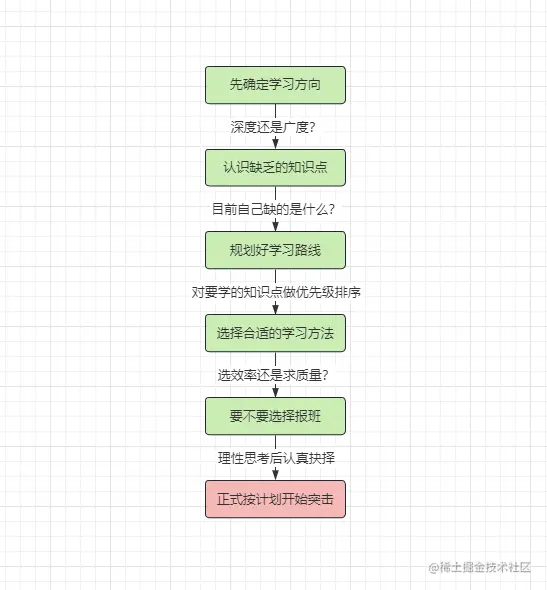 先确定学习方向
深度还是广度?
认识缺乏的知识点
目前自己缺的是什么?
规划好学习路线
对要学的知识点做优先级排序
选择合适的学习方法
选效率还是求质量?
要不要选择报班
理性思考后认真抉择
正式按计划开始突击
@稀土掘金技术社区